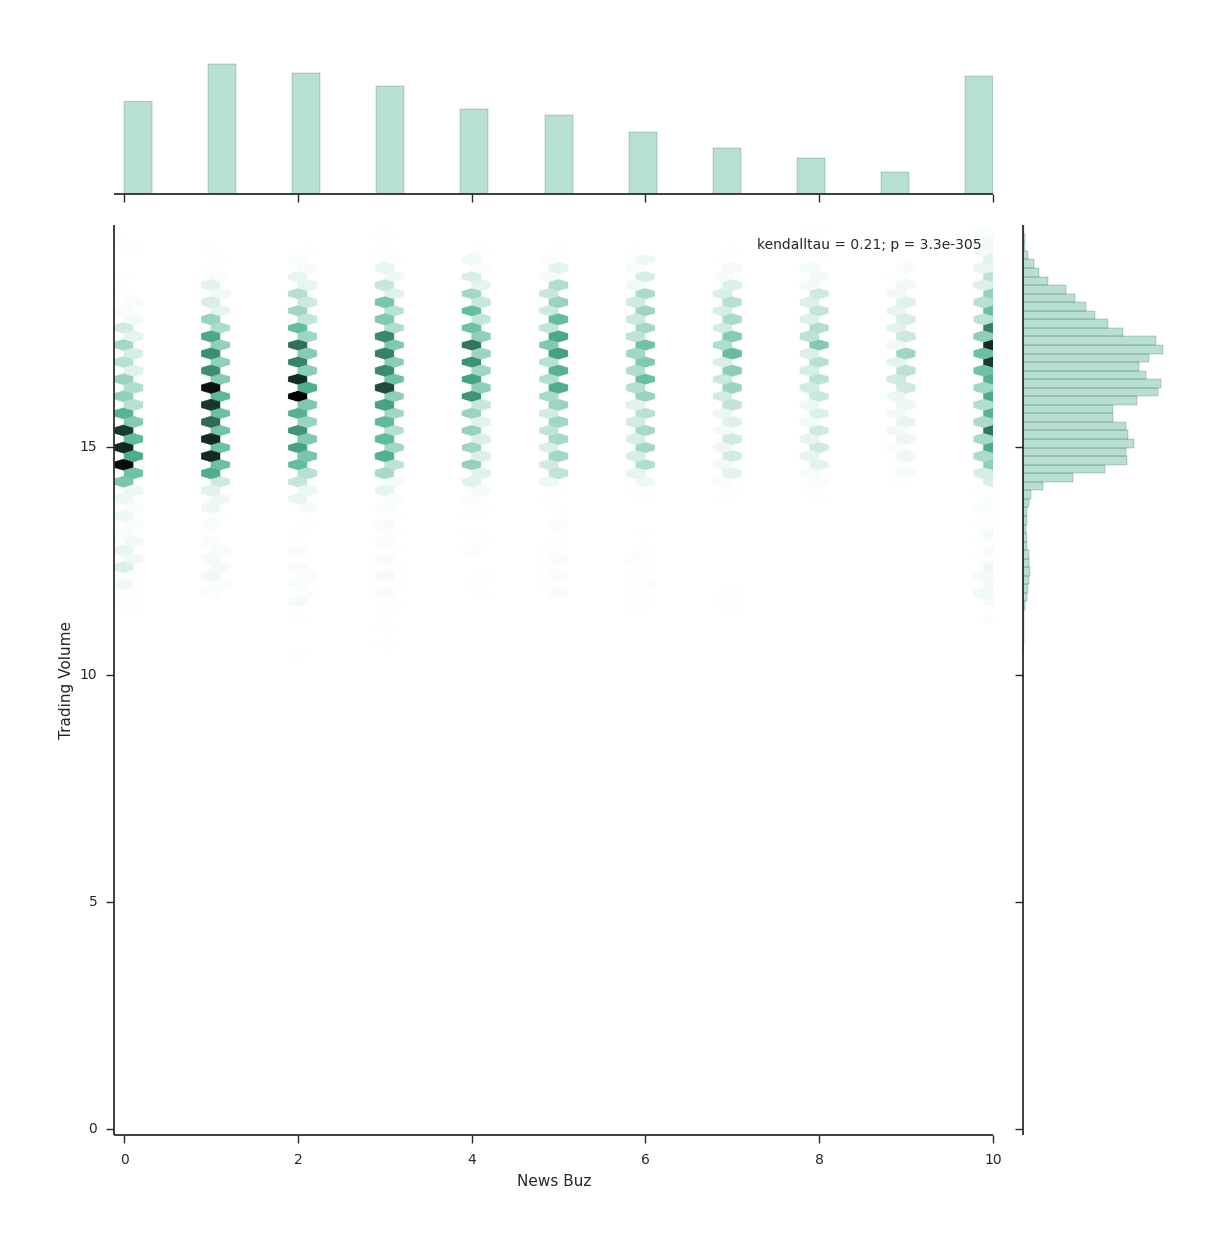 kendalltau = 0.21; p = 3.3e-305
15
10
5
0
Trading Volume
0 2 4 6 8 10
News Buz